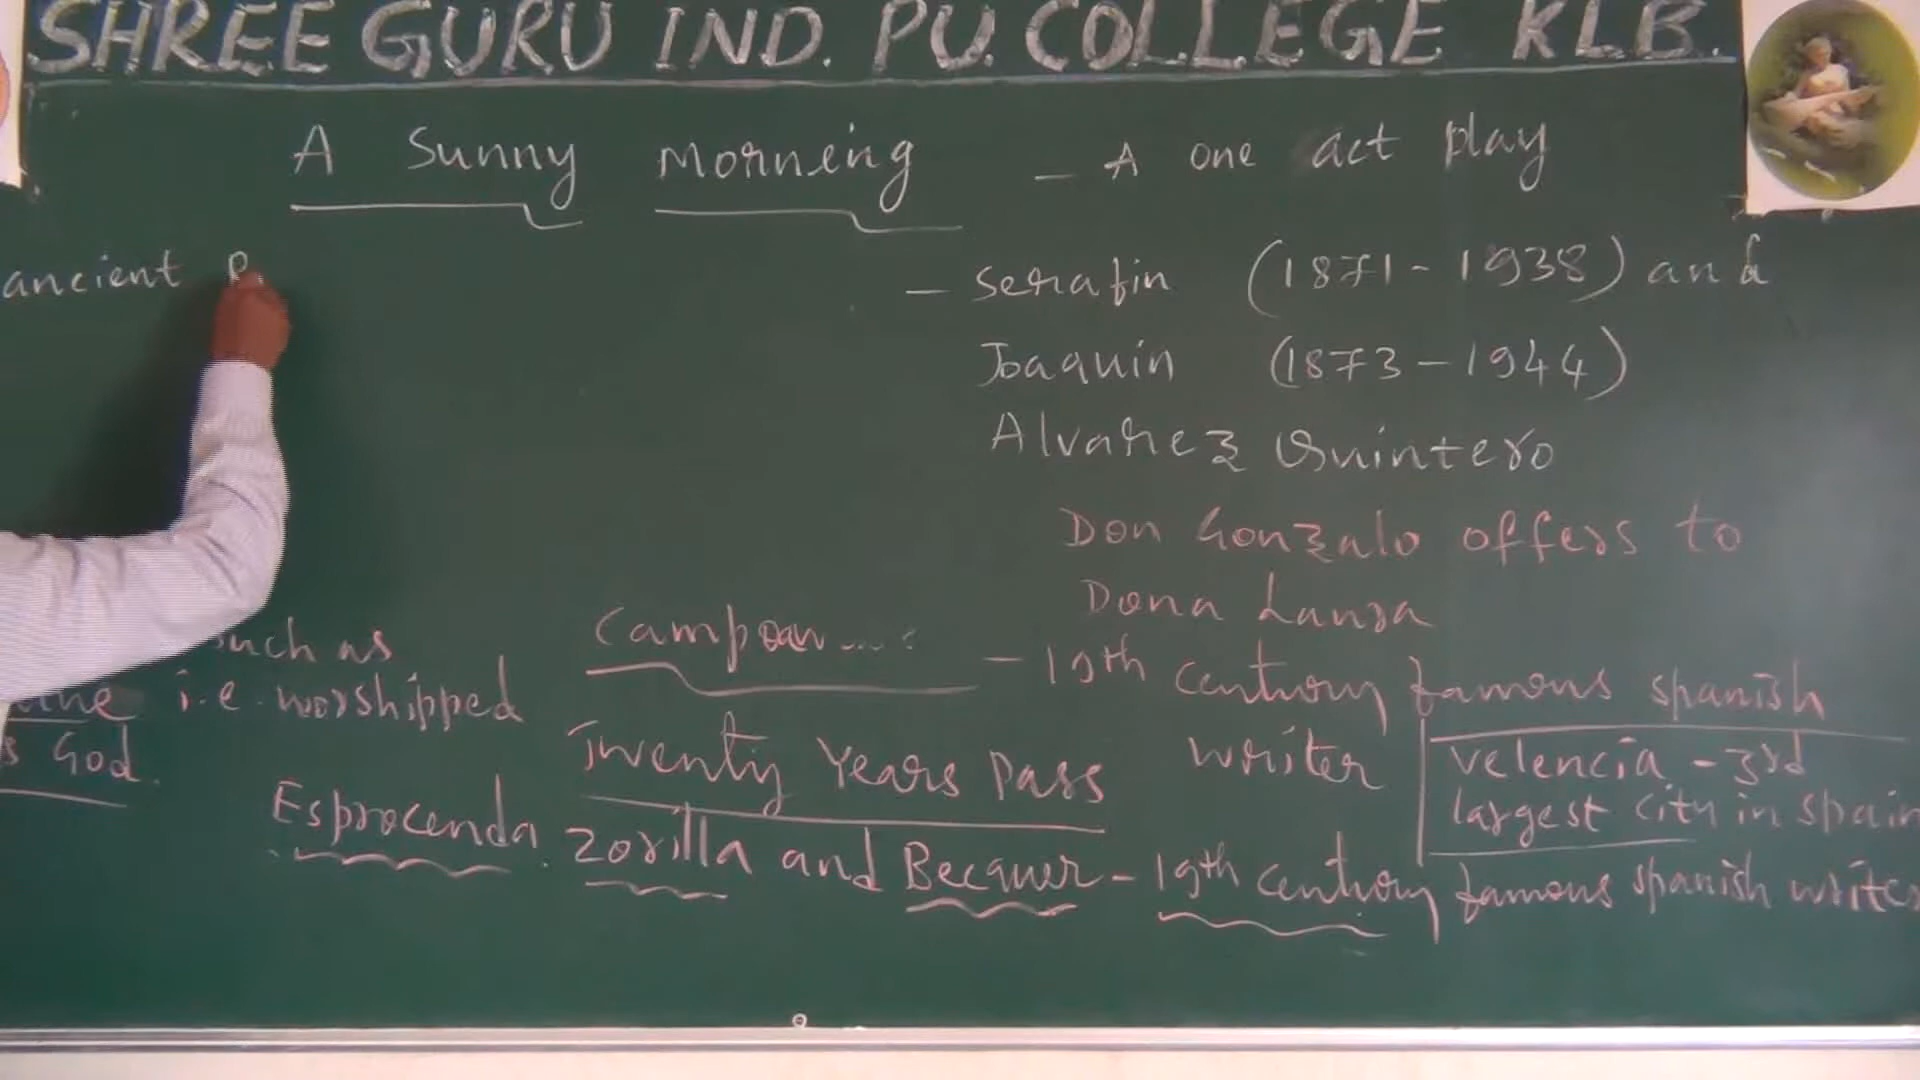 SHREE GURU IND. PU. COLLEGE KLB.
A Sunny Morning - A one act play
ancient
- Serafin (1871-1938) and
Joaquin (1873-1944)
Alvarez Quintero
Don Gonzalo offers to
Dona Laura
such as
i.e. worshipped
God.
- 19th century famous spanish
writer
Twenty Years Pass
velencia - 3rd
largest city in spain
Esprocenda. Zorilla and Becquer - 19th century famous spanish